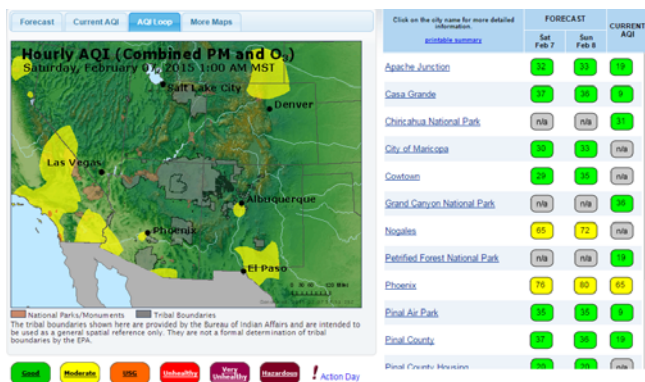 Forecast
Current AQI
AQI Loop
More Maps
Hourly AQI (Combined PM and O3)
Saturday, February 07, 2015 1:00 AM MST
Salt Lake City
Denver
Las Vegas
Albuquerque
Phoenix
El Paso
National Parks/Monuments
Tribal Boundaries
The tribal boundaries shown here are provided by the Bureau of Indian Affairs and are intended to
be used as a general spatial reference only. They are not a formal determination of tribal
boundaries by the EPA.
Good
Moderate
USG
Unhealthy
Very
Unhealthy
Hazardous
! Action Day
Click on the city name for more detailed
information.
printable summary
FORECAST
Sat
Feb 7
Sun
Feb 8
CURRENT
AQI
Apache Junction 32 33 19
Casa Grande 37 36 9
Chiricahua National Park n/a n/a 31
City of Maricopa 30 33 n/a
Cowtown 29 35 n/a
Grand Canyon National Park n/a n/a 36
Nogales 65 72 n/a
Petrified Forest National Park n/a n/a 19
Phoenix 76 80 65
Pinal Air Park 35 35 9
Pinal County 37 36 19
Pinal County Housing 20 20 n/a